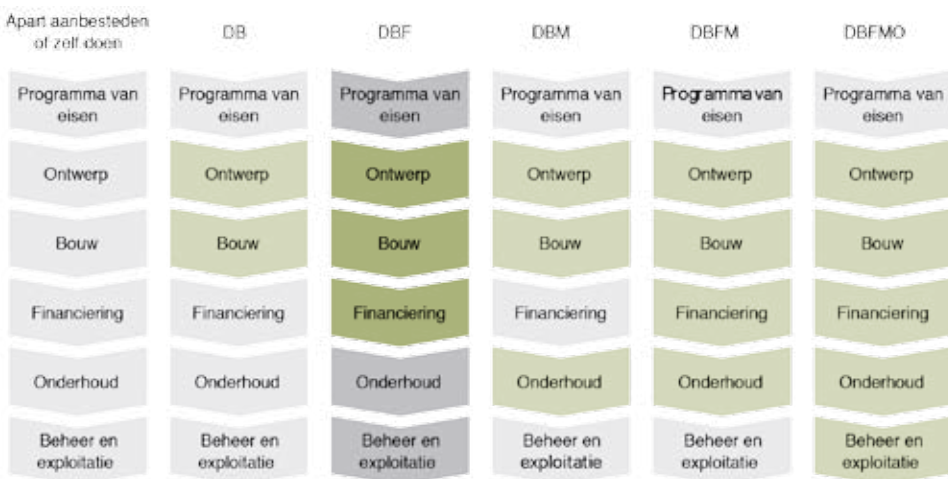 Apart aanbesteden
of zelf doen
DB
DBF
DBM
DBFM
DBFMO
Programma van
eisen
Programma van
eisen
Programma van
eisen
Programma van
eisen
Programma van
eisen
Programma van
eisen
Ontwerp
Ontwerp
Ontwerp
Ontwerp
Ontwerp
Ontwerp
Bouw
Bouw
Bouw
Bouw
Bouw
Bouw
Financiering
Financiering
Financiering
Financiering
Financiering
Financiering
Onderhoud
Onderhoud
Onderhoud
Onderhoud
Onderhoud
Onderhoud
Beheer en
exploitatie
Beheer en
exploitatie
Beheer en
exploitatie
Beheer en
exploitatie
Beheer en
exploitatie
Beheer en
exploitatie